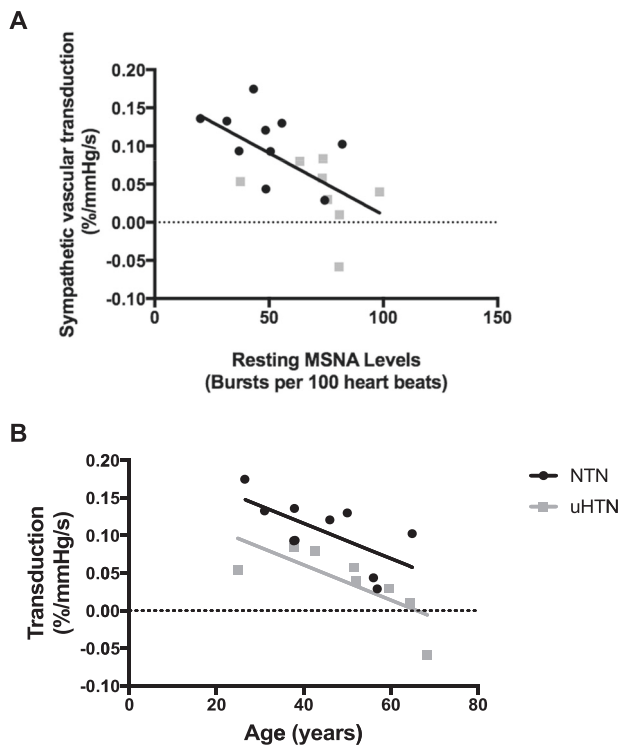 A
Sympathetic vascular transduction
(%/mmHg/s)
0.20
0.15
0.10
0.05
0.00
-0.05
-0.10
0 50 100 150
Resting MSNA Levels
(Bursts per 100 heart beats)
B
Transduction
(%/mmHg/s)
0.20
0.15
0.10
0.05
0.00
-0.05
-0.10
0 20 40 60 80
Age (years)
NTN
uHTN